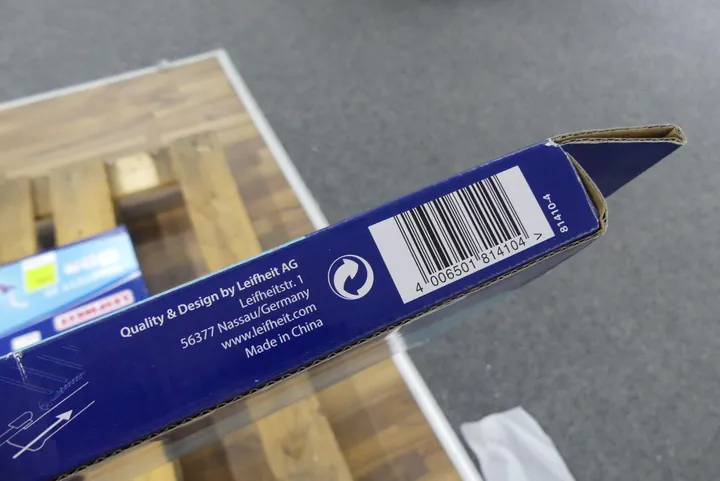 Quality & Design by Leifheit AG
Leifheitstr. 1
56377 Nassau/Germany
www.leifheit.com
Made in China
4 006501 814104 >
81410-4